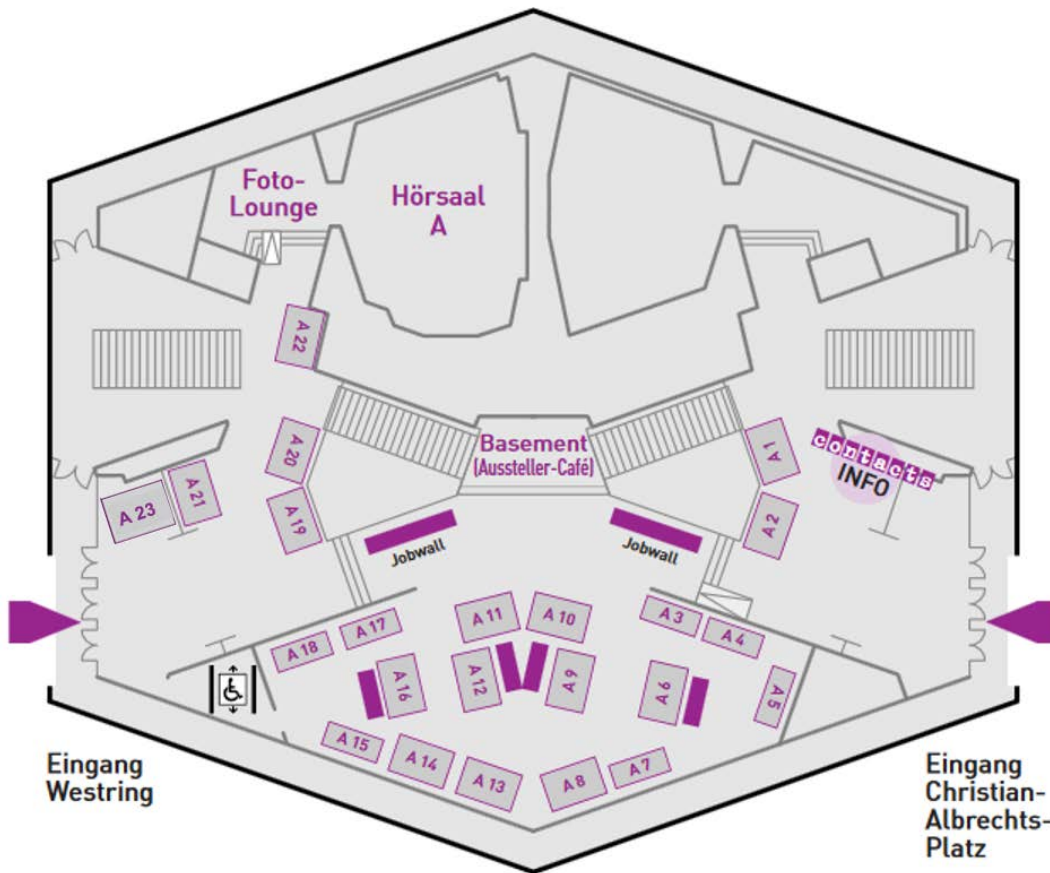 Foto-
Lounge
Hörsaal
A
A 22
Basement
(Aussteller-Café)
A 20
A 1
contacts
INFO
A 23
A 21
A 19
A 2
Jobwall
Jobwall
A 11
A 10
A 3
A 4
A 17
A 18
A 16
A 12
A 9
A 6
A 5
A 15
A 14
A 13
A 8
A 7
Eingang
Westring
Eingang
Christian-
Albrechts-
Platz